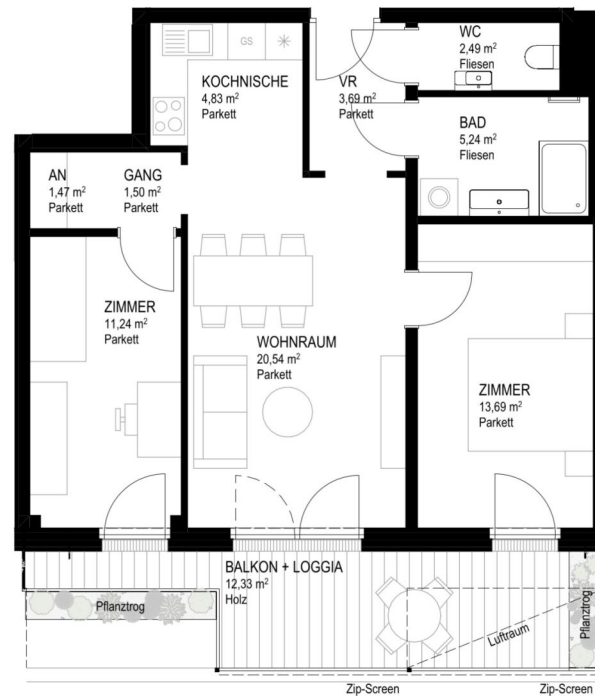 WC
2,49 m²
Fliesen
GS
KOCHNISCHE
4,83 m²
Parkett
VR
3,69 m²
Parkett
BAD
5,24 m²
Fliesen
AN
1,47 m²
Parkett
GANG
1,50 m²
Parkett
ZIMMER
11,24 m²
Parkett
WOHNRAUM
20,54 m²
Parkett
ZIMMER
13,69 m²
Parkett
BALKON + LOGGIA
12,33 m²
Holz
Pflanztrog
Luftraum
Pflanztrog
Zip-Screen
Zip-Screen